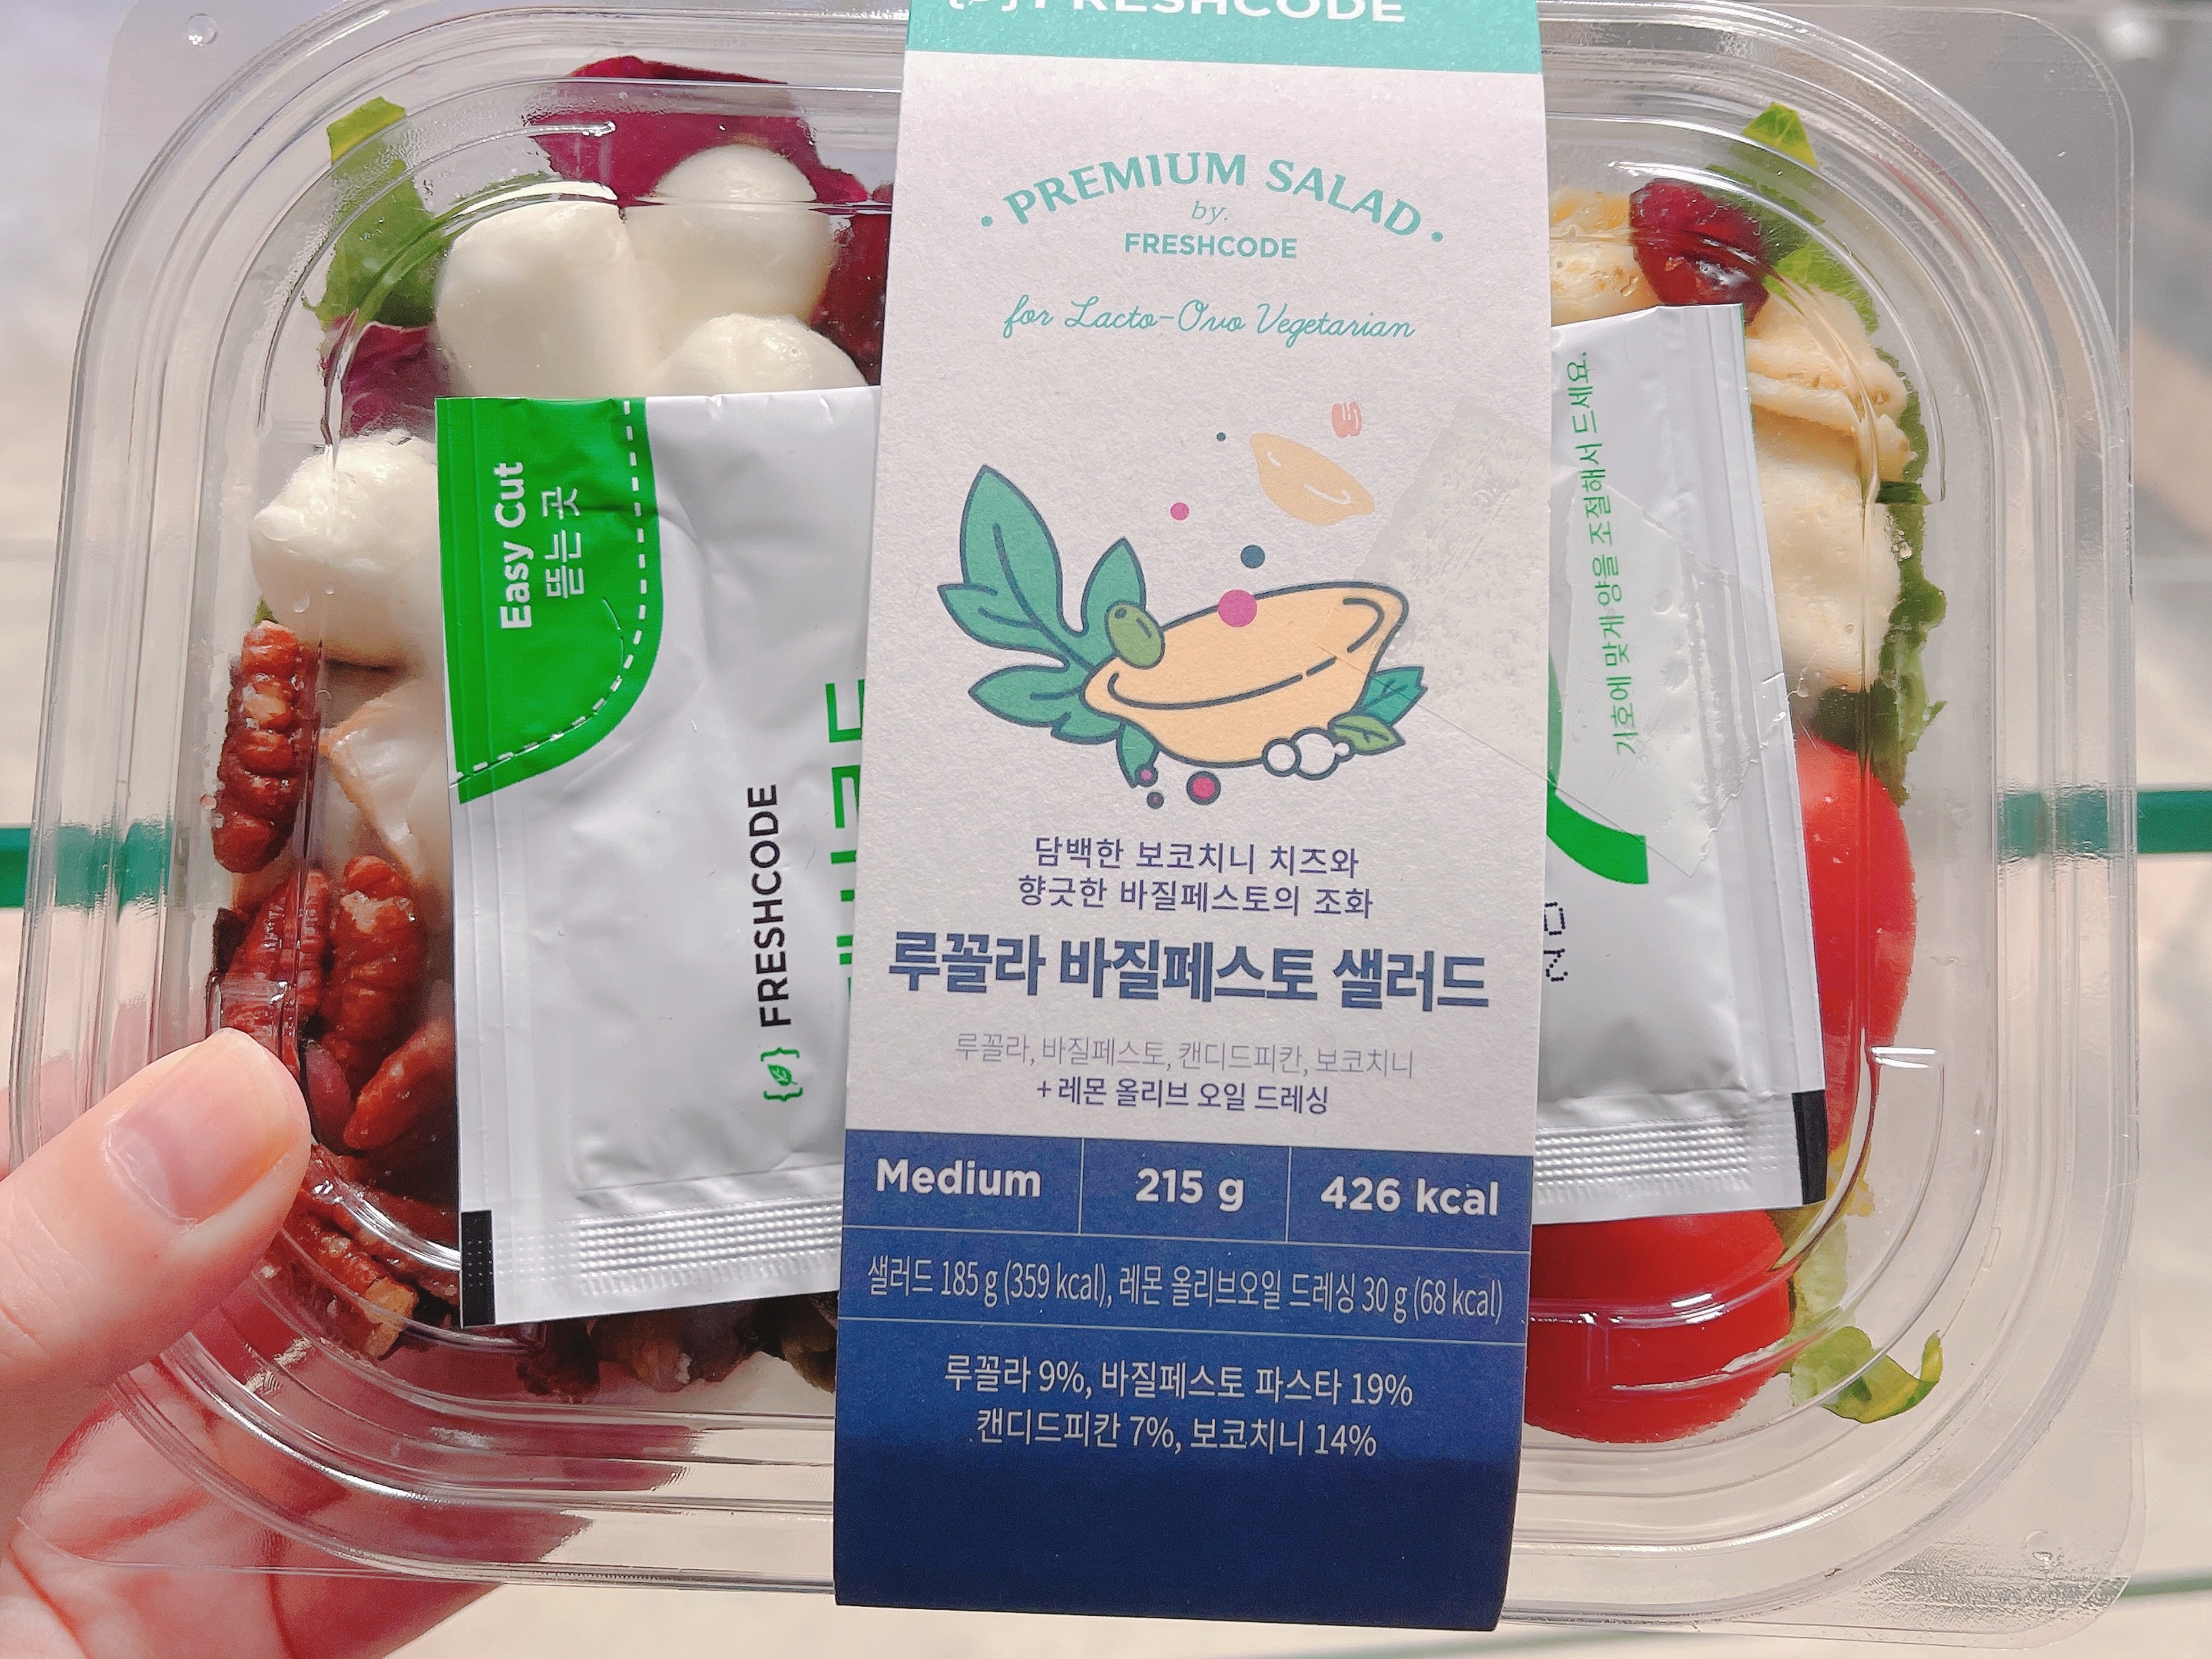 FRESHCODE
PREMIUM SALAD
by.
FRESHCODE
for Lacto-Ovo Vegetarian
담백한 보코치니 치즈와
향긋한 바질페스토의 조화
루꼴라 바질페스토 샐러드
루꼴라, 바질페스토, 캔디드피칸, 보코치니
+ 레몬 올리브 오일 드레싱
Medium
215 g
426 kcal
샐러드 185 g (359 kcal), 레몬 올리브오일 드레싱 30 g (68 kcal)
루꼴라 9%, 바질페스토 파스타 19%
캔디드피칸 7%, 보코치니 14%
Easy Cut
뜯는 곳
FRESHCODE
기호에 맞게 양을 조절해서 드세요.